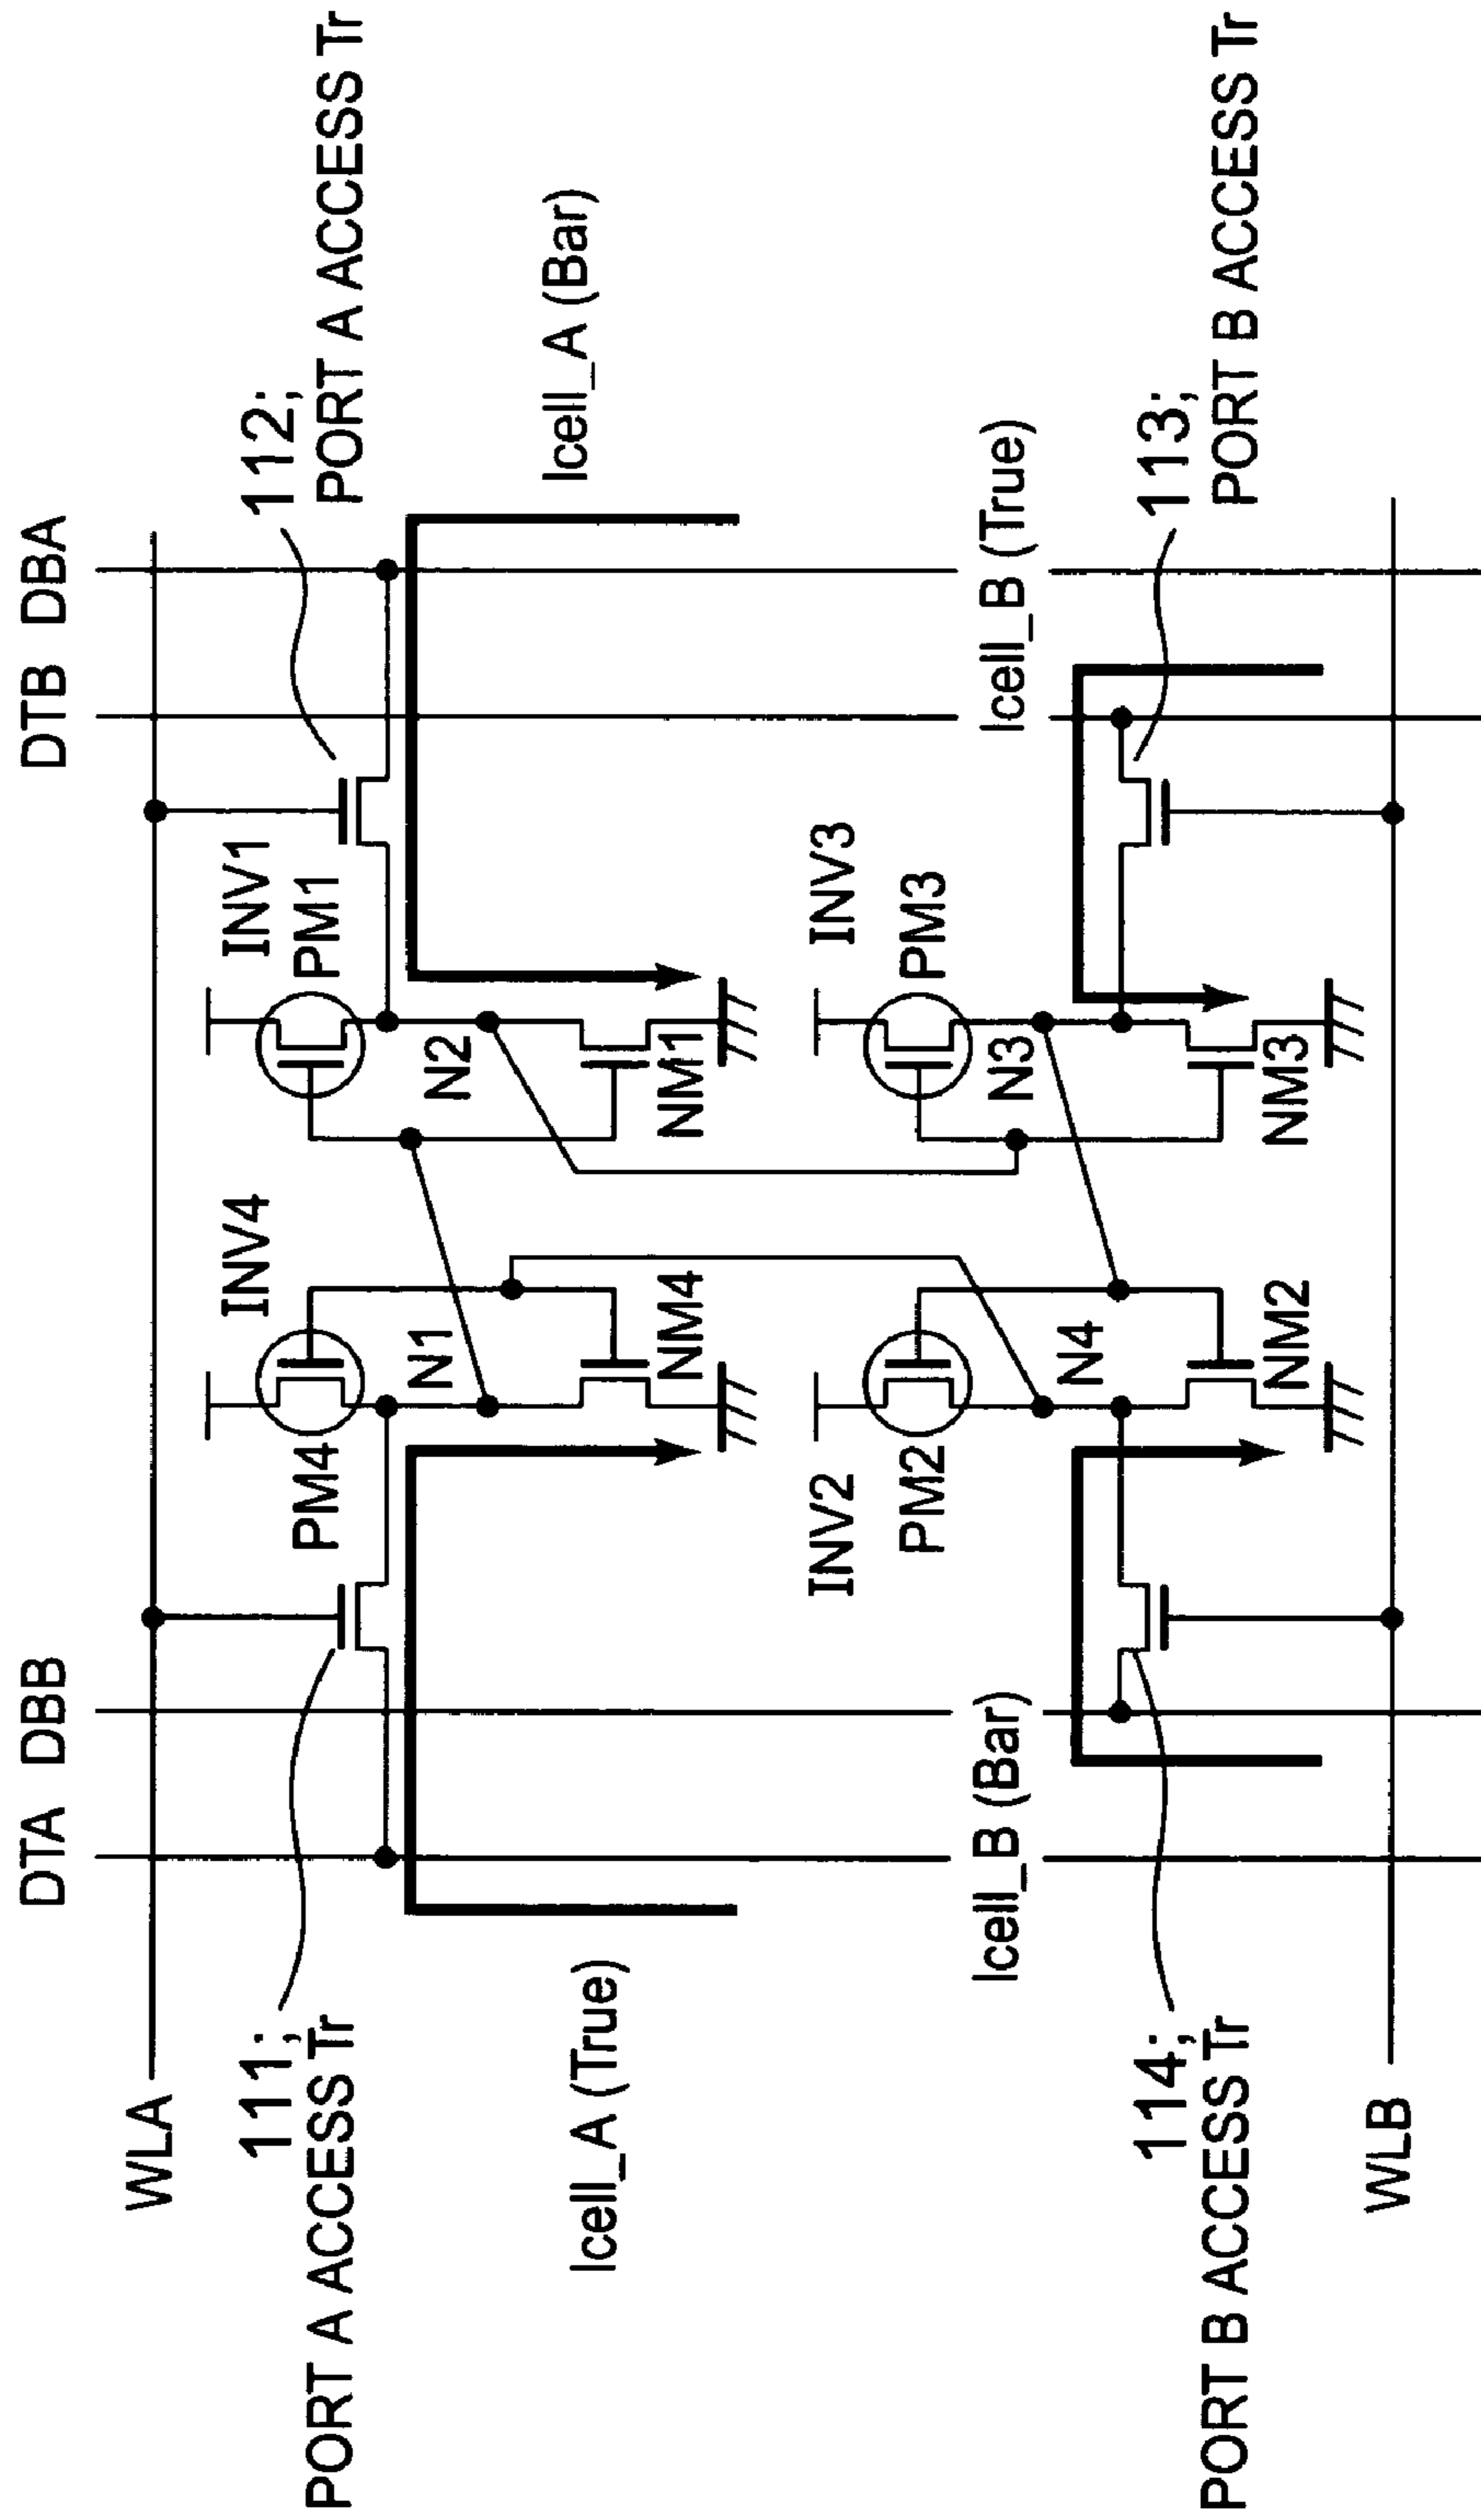 DTA DBB
DTB DBA
WLA
111;
PORT A ACCESS Tr
112;
PORT A ACCESS Tr
INV4
INV1
PM4
PM1
N1
N2
Icell_A (True)
Icell_A (Bar)
NM4
NM1
INV2
INV3
PM2
PM3
Icell_B (Bar)
Icell_B (True)
N4
N3
114;
PORT B ACCESS Tr
113;
PORT B ACCESS Tr
NM2
NM3
WLB